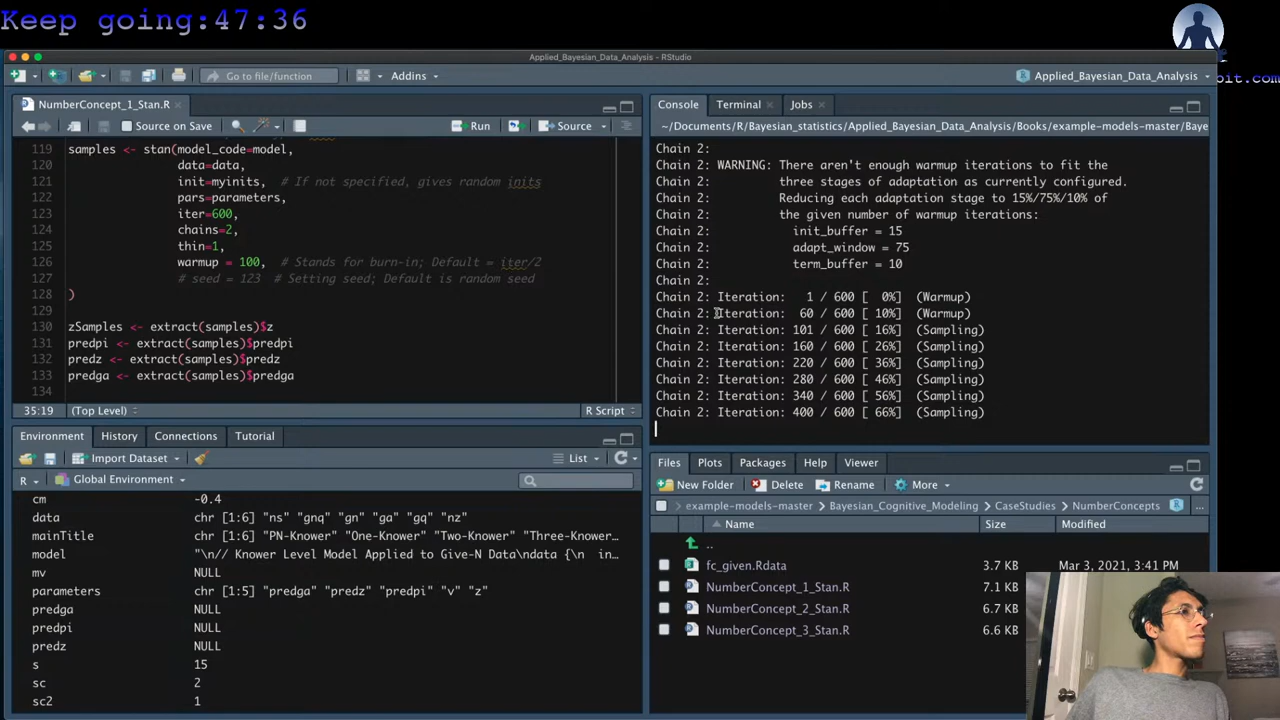 Keep going:47:36
Applied_Bayesian_Data_Analysis - RStudio
Go to file/function
Addins
Applied_Bayesian_Data_Analysis
bit.com
NumberConcept_1_Stan.R
Source on Save
Run
Source
119 samples <- stan(model_code=model,
120 data=data,
121 init=myinits, # If not specified, gives random inits
122 pars=parameters,
123 iter=600,
124 chains=2,
125 thin=1,
126 warmup = 100, # Stands for burn-in; Default = iter/2
127 # seed = 123 # Setting seed; Default is random seed
128 )
129
130 zSamples <- extract(samples)$z
131 predpi <- extract(samples)$predpi
132 predz <- extract(samples)$predz
133 predga <- extract(samples)$predga
134
35:19 (Top Level) R Script
Console Terminal Jobs
~/Documents/R/Bayesian_statistics/Applied_Bayesian_Data_Analysis/Books/example-models-master/Baye
Chain 2:
Chain 2: WARNING: There aren't enough warmup iterations to fit the
Chain 2: three stages of adaptation as currently configured.
Chain 2: Reducing each adaptation stage to 15%/75%/10% of
Chain 2: the given number of warmup iterations:
Chain 2: init_buffer = 15
Chain 2: adapt_window = 75
Chain 2: term_buffer = 10
Chain 2:
Chain 2: Iteration: 1 / 600 [ 0%] (Warmup)
Chain 2: Iteration: 60 / 600 [ 10%] (Warmup)
Chain 2: Iteration: 101 / 600 [ 16%] (Sampling)
Chain 2: Iteration: 160 / 600 [ 26%] (Sampling)
Chain 2: Iteration: 220 / 600 [ 36%] (Sampling)
Chain 2: Iteration: 280 / 600 [ 46%] (Sampling)
Chain 2: Iteration: 340 / 600 [ 56%] (Sampling)
Chain 2: Iteration: 400 / 600 [ 66%] (Sampling)
Environment History Connections Tutorial
Import Dataset
List
R Global Environment
cm -0.4
data chr [1:6] "ns" "gnq" "gn" "ga" "gq" "nz"
mainTitle chr [1:6] "PN-Knower" "One-Knower" "Two-Knower" "Three-Knower…
model "\n// Knower Level Model Applied to Give-N Data\ndata {\n in…
mv NULL
parameters chr [1:5] "predga" "predz" "predpi" "v" "z"
predga NULL
predpi NULL
predz NULL
s 15
sc 2
sc2 1
Files Plots Packages Help Viewer
New Folder Delete Rename More
example-models-master Bayesian_Cognitive_Modeling CaseStudies NumberConcepts ...
Name Size Modified
..
fc_given.Rdata 3.7 KB Mar 3, 2021, 3:41 PM
NumberConcept_1_Stan.R 7.1 KB
NumberConcept_2_Stan.R 6.7 KB
NumberConcept_3_Stan.R 6.6 KB